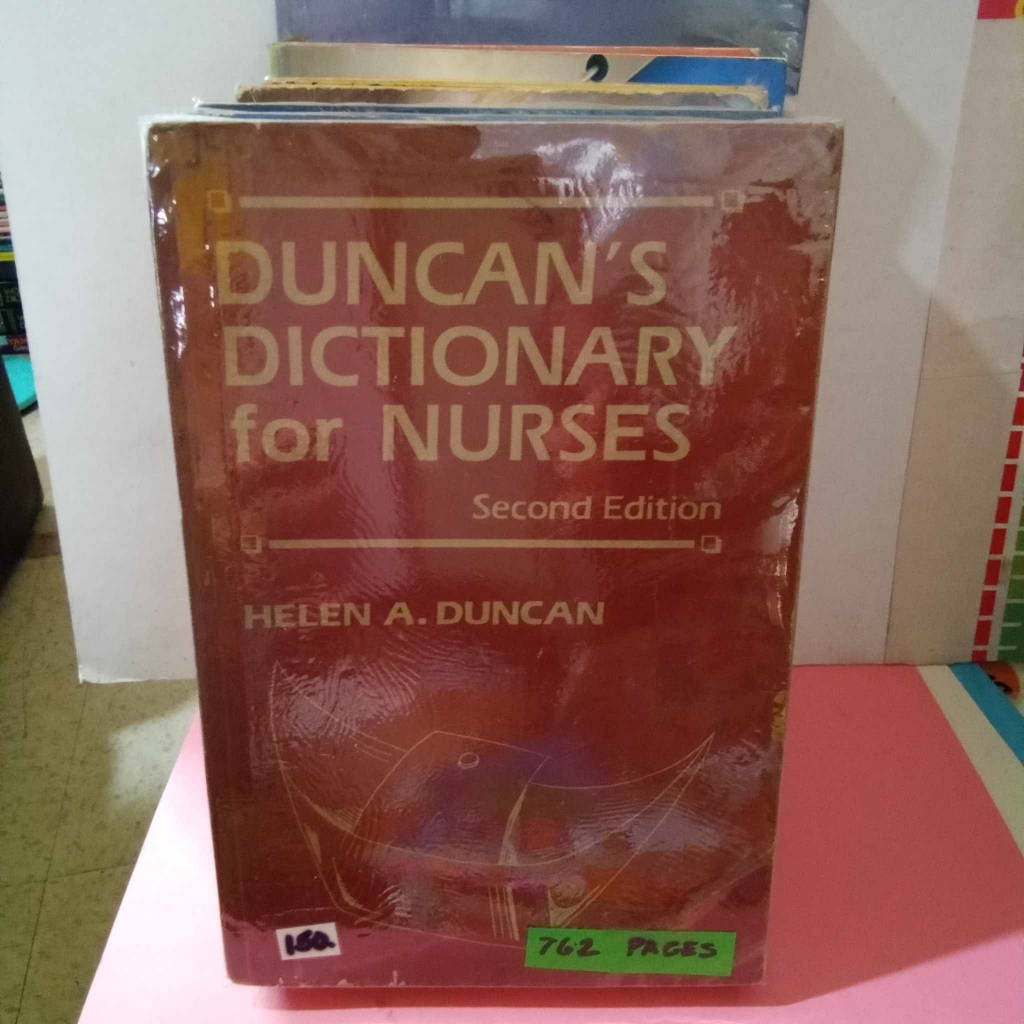 DUNCAN'S
DICTIONARY
for NURSES
Second Edition
HELEN A. DUNCAN
150.
762 PAGES